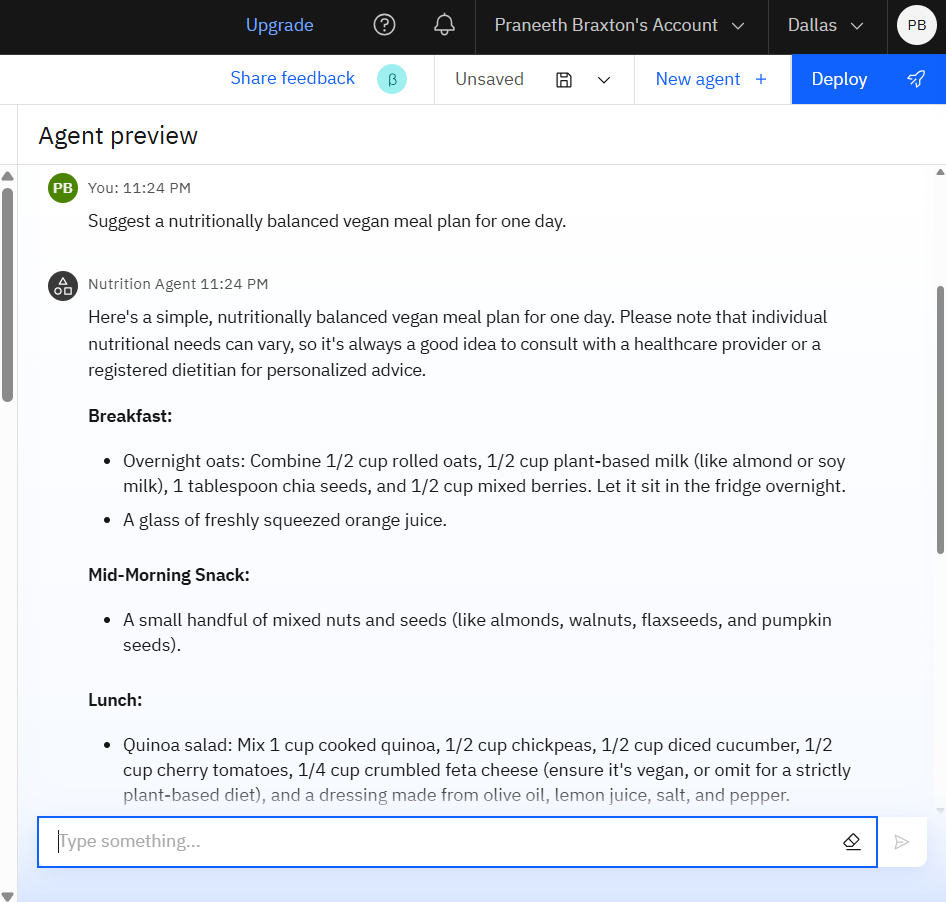 Upgrade Praneeth Braxton's Account Dallas PB
Share feedback β Unsaved New agent + Deploy
Agent preview
PB You: 11:24 PM
Suggest a nutritionally balanced vegan meal plan for one day.
Nutrition Agent 11:24 PM
Here's a simple, nutritionally balanced vegan meal plan for one day. Please note that individual
nutritional needs can vary, so it's always a good idea to consult with a healthcare provider or a
registered dietitian for personalized advice.
Breakfast:
• Overnight oats: Combine 1/2 cup rolled oats, 1/2 cup plant-based milk (like almond or soy
milk), 1 tablespoon chia seeds, and 1/2 cup mixed berries. Let it sit in the fridge overnight.
• A glass of freshly squeezed orange juice.
Mid-Morning Snack:
• A small handful of mixed nuts and seeds (like almonds, walnuts, flaxseeds, and pumpkin
seeds).
Lunch:
• Quinoa salad: Mix 1 cup cooked quinoa, 1/2 cup chickpeas, 1/2 cup diced cucumber, 1/2
cup cherry tomatoes, 1/4 cup crumbled feta cheese (ensure it's vegan, or omit for a strictly
plant-based diet), and a dressing made from olive oil, lemon juice, salt, and pepper.
Type something...